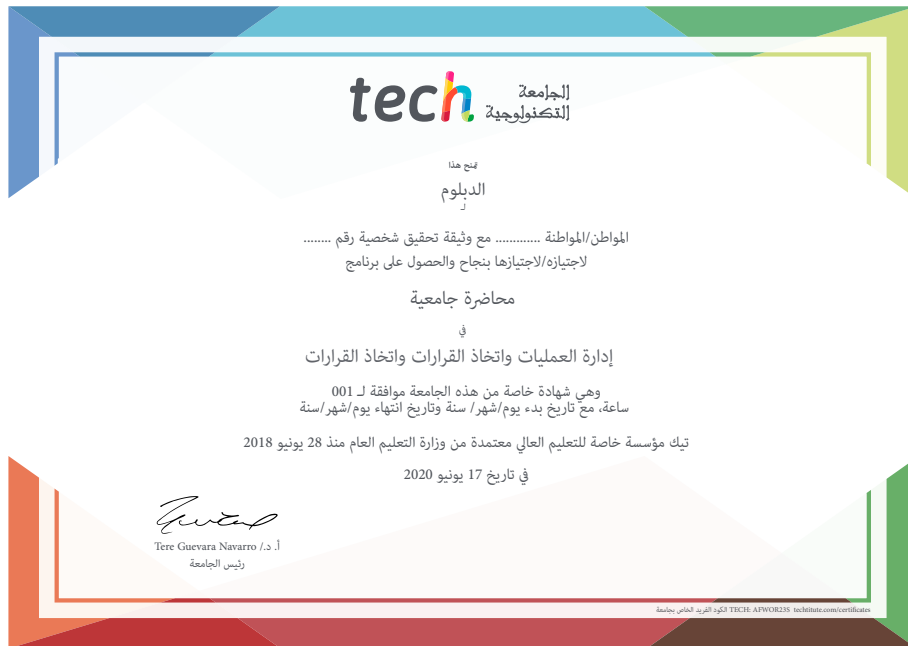 tech الجامعة
التكنولوجية
يمنح هذا
الدبلوم
لـ
المواطن/المواطنة ............. مع وثيقة تحقيق شخصية رقم ........
لاجتيازه/لاجتيازها بنجاح والحصول على برنامج
محاضرة جامعية
في
إدارة العمليات واتخاذ القرارات واتخاذ القرارات
وهي شهادة خاصة من هذه الجامعة موافقة لـ 001
ساعة، مع تاريخ بدء يوم/شهر/ سنة وتاريخ انتهاء يوم/شهر/سنة
تيك مؤسسة خاصة للتعليم العالي معتمدة من وزارة التعليم العام منذ 28 يونيو 2018
في تاريخ 17 يونيو 2020
أ. د./ Tere Guevara Navarro
رئيس الجامعة
الكود الفريد الخاص بجامعة TECH: AFWOR23S techtitute.com/certificates